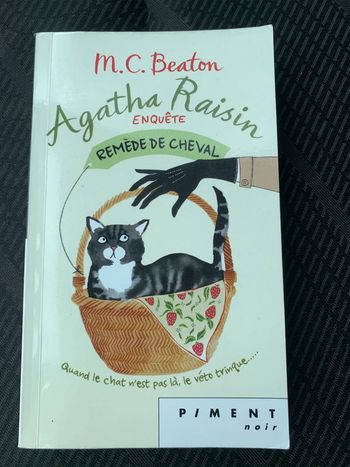 M.C. Beaton
Agatha Raisin
ENQUÊTE
REMÈDE DE CHEVAL
Quand le chat n'est pas là, le véto trinque.....
PIMENT
noir